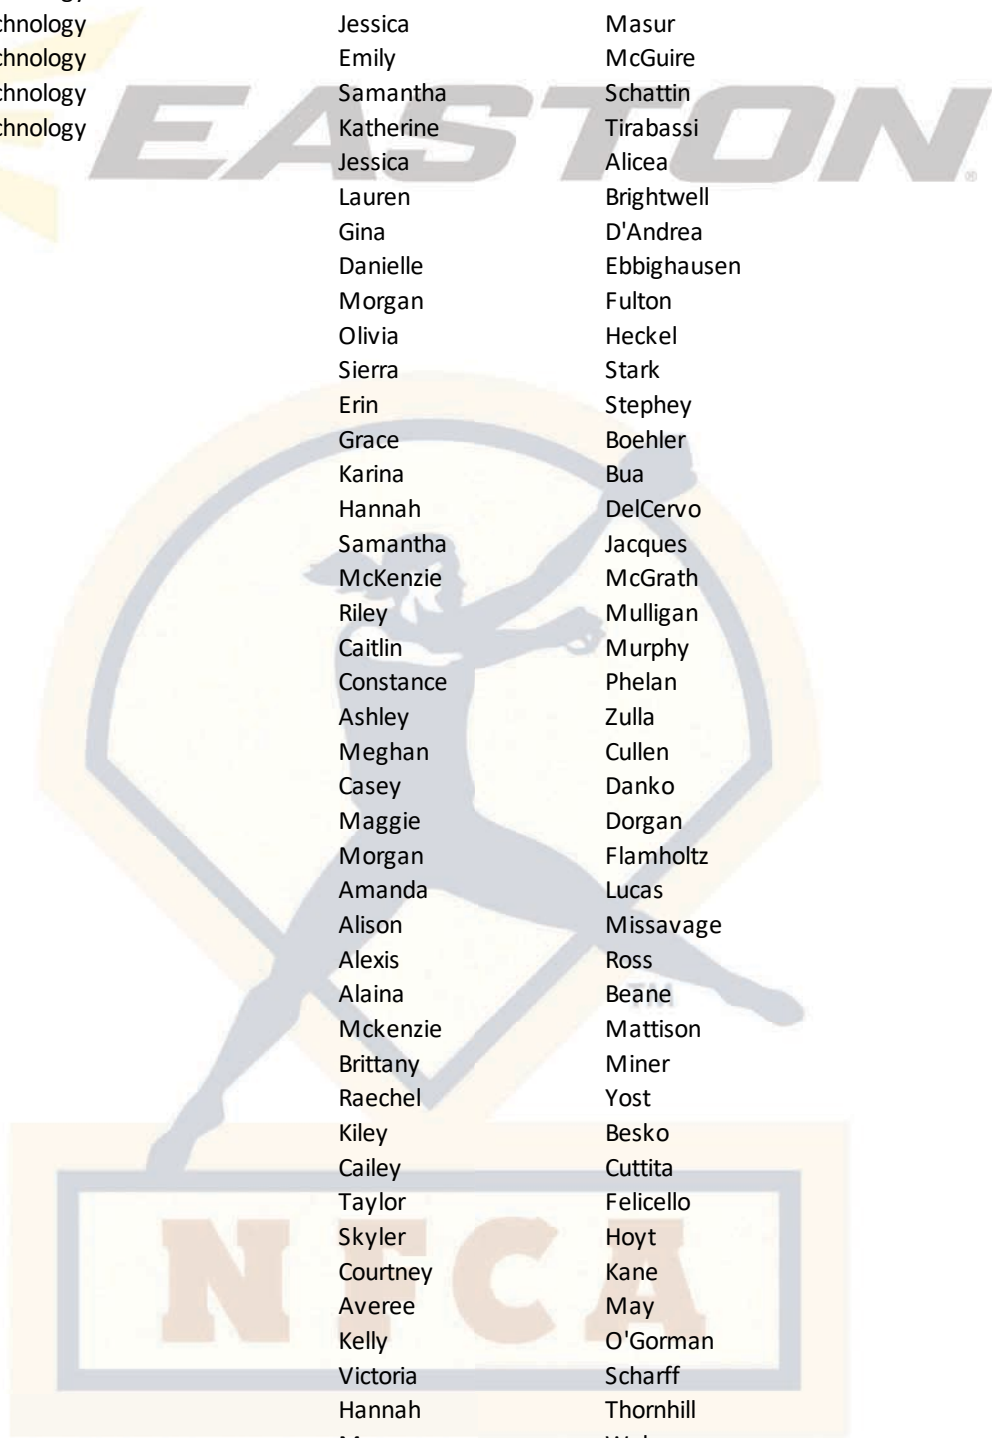 chnology Jessica Masur
chnology Emily McGuire
chnology Samantha Schattin
chnology Katherine Tirabassi
EASTON®
Jessica Alicea
Lauren Brightwell
Gina D'Andrea
Danielle Ebbighausen
Morgan Fulton
Olivia Heckel
Sierra Stark
Erin Stephey
Grace Boehler
Karina Bua
Hannah DelCervo
Samantha Jacques
McKenzie McGrath
Riley Mulligan
Caitlin Murphy
Constance Phelan
Ashley Zulla
Meghan Cullen
Casey Danko
Maggie Dorgan
Morgan Flamholtz
Amanda Lucas
Alison Missavage
Alexis Ross
Alaina Beane
TM
Mckenzie Mattison
Brittany Miner
Raechel Yost
Kiley Besko
Cailey Cuttita
Taylor Felicello
Skyler Hoyt
Courtney Kane
NFCA
Averee May
Kelly O'Gorman
Victoria Scharff
Hannah Thornhill